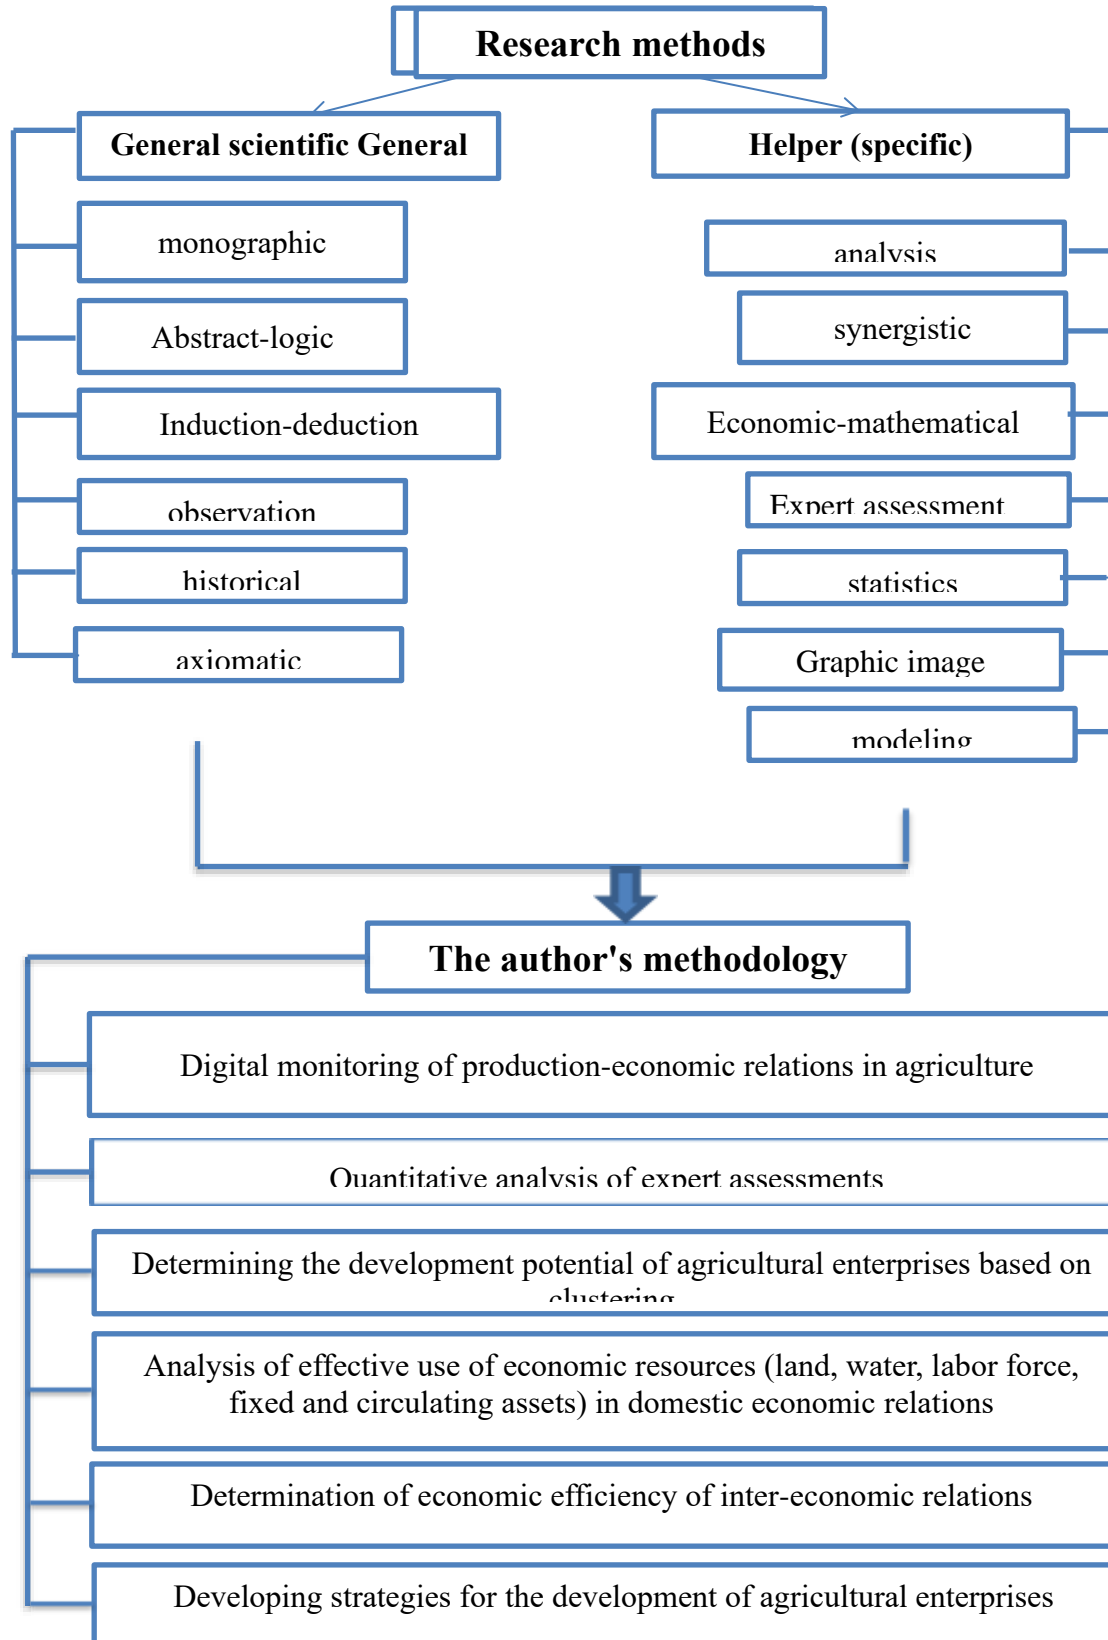 Research methods
General scientific General
Helper (specific)
monographic
Abstract-logic
Induction-deduction
observation
historical
axiomatic
analysis
synergistic
Economic-mathematical
Expert assessment
statistics
Graphic image
modeling
The author's methodology
Digital monitoring of production-economic relations in agriculture
Quantitative analysis of expert assessments
Determining the development potential of agricultural enterprises based on
clustering
Analysis of effective use of economic resources (land, water, labor force,
fixed and circulating assets) in domestic economic relations
Determination of economic efficiency of inter-economic relations
Developing strategies for the development of agricultural enterprises